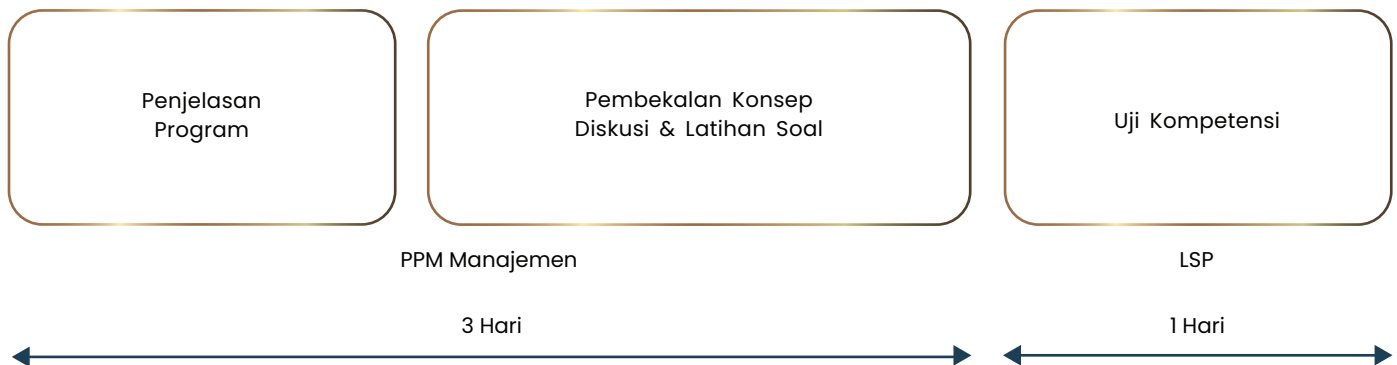 Penjelasan
Program
Pembekalan Konsep
Diskusi & Latihan Soal
Uji Kompetensi
PPM Manajemen
LSP
3 Hari
1 Hari